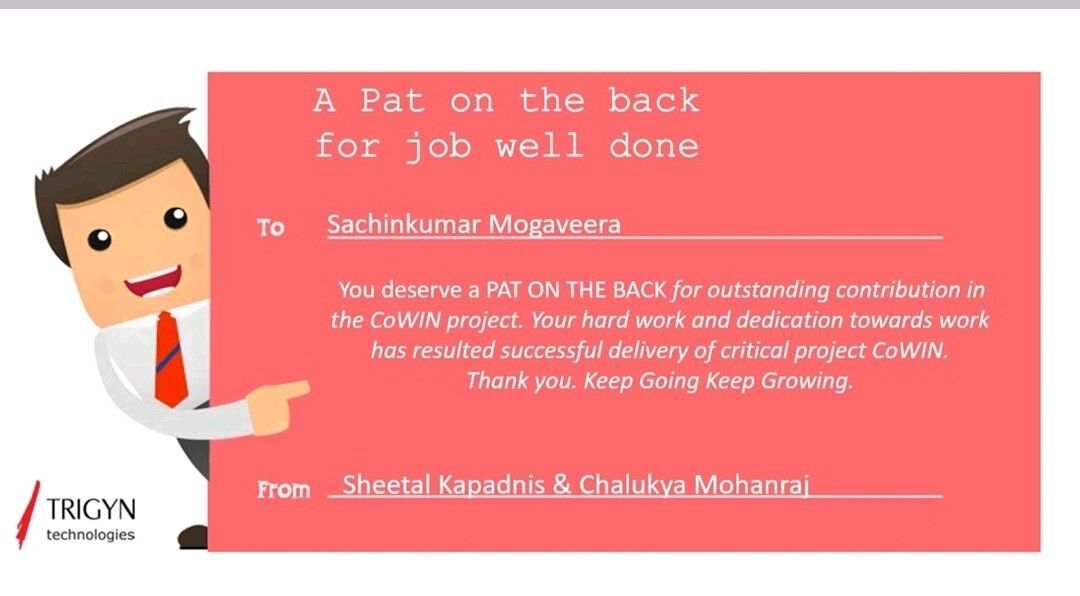 A Pat on the back
for job well done
To Sachinkumar Mogaveera
You deserve a PAT ON THE BACK for outstanding contribution in
the CoWIN project. Your hard work and dedication towards work
has resulted successful delivery of critical project CoWIN.
Thank you. Keep Going Keep Growing.
From Sheetal Kapadnis & Chalukya Mohanraj
TRIGYN
technologies